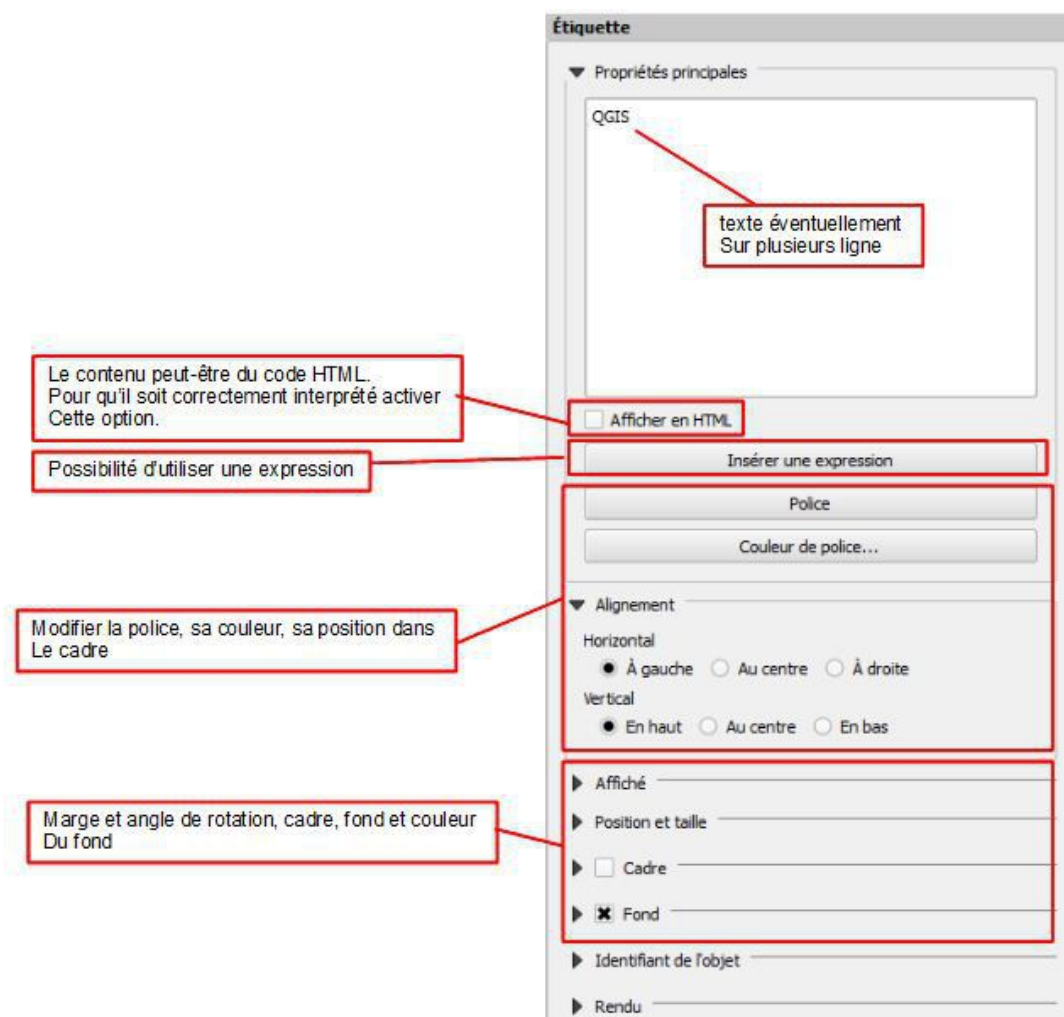 Étiquette
Propriétés principales
QGIS
texte éventuellement
Sur plusieurs ligne
Le contenu peut-être du code HTML.
Pour qu'il soit correctement interprété activer
Cette option.
Afficher en HTML
Possibilité d'utiliser une expression
Insérer une expression
Police
Couleur de police...
Modifier la police, sa couleur, sa position dans
Le cadre
Alignement
Horizontal
À gauche Au centre À droite
Vertical
En haut Au centre En bas
Marge et angle de rotation, cadre, fond et couleur
Du fond
Affiché
Position et taille
Cadre
Fond
Identifiant de l'objet
Rendu